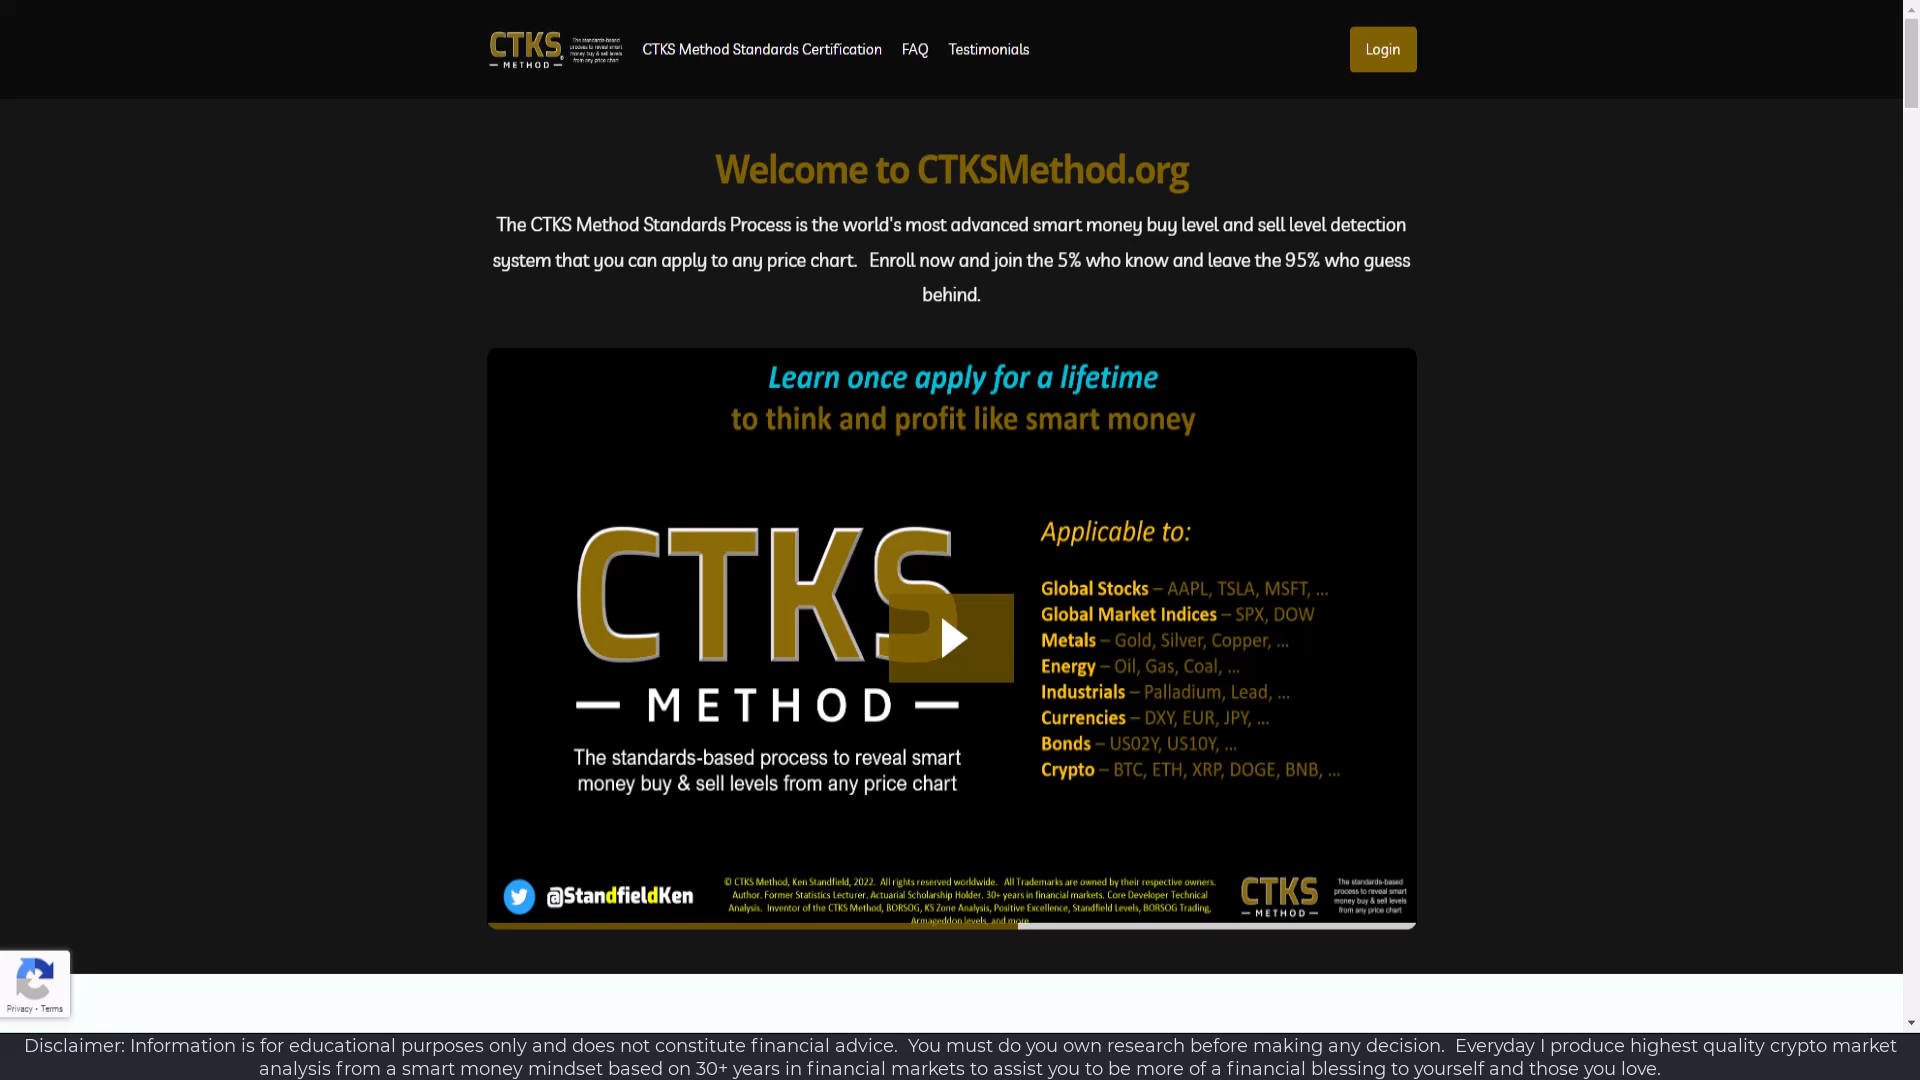 CTKS
METHOD
The standards-based
process to reveal smart
money buy & sell levels
from any price chart
CTKS Method Standards Certification
FAQ
Testimonials
Login
Welcome to CTKSMethod.org
The CTKS Method Standards Process is the world's most advanced smart money buy level and sell level detection
system that you can apply to any price chart. Enroll now and join the 5% who know and leave the 95% who guess
behind.
Learn once apply for a lifetime
to think and profit like smart money
CTKS
METHOD
The standards-based process to reveal smart
money buy & sell levels from any price chart
Applicable to:
Global Stocks – AAPL, TSLA, MSFT, ...
Global Market Indices – SPX, DOW
Metals – Gold, Silver, Copper, ...
Energy – Oil, Gas, Coal, ...
Industrials – Palladium, Lead, ...
Currencies – DXY, EUR, JPY, ...
Bonds – US02Y, US10Y, ...
Crypto – BTC, ETH, XRP, DOGE, BNB, ...
@StandfieldKen
© CTKS Method, Ken Standfield, 2022. All rights reserved worldwide. All Trademarks are owned by their respective owners.
Author. Former Statistics Lecturer. Actuarial Scholarship Holder. 30+ years in financial markets. Core Developer Technical
Analysis. Inventor of the CTKS Method, BORSOG, KS Zone Analysis, Positive Excellence, Standfield Levels, BORSOG Trading,
Armageddon levels, and more
CTKS
METHOD
The standards-based
process to reveal smart
money buy & sell levels
from any price chart
Privacy - Terms
Disclaimer: Information is for educational purposes only and does not constitute financial advice. You must do you own research before making any decision. Everyday I produce highest quality crypto market
analysis from a smart money mindset based on 30+ years in financial markets to assist you to be more of a financial blessing to yourself and those you love.